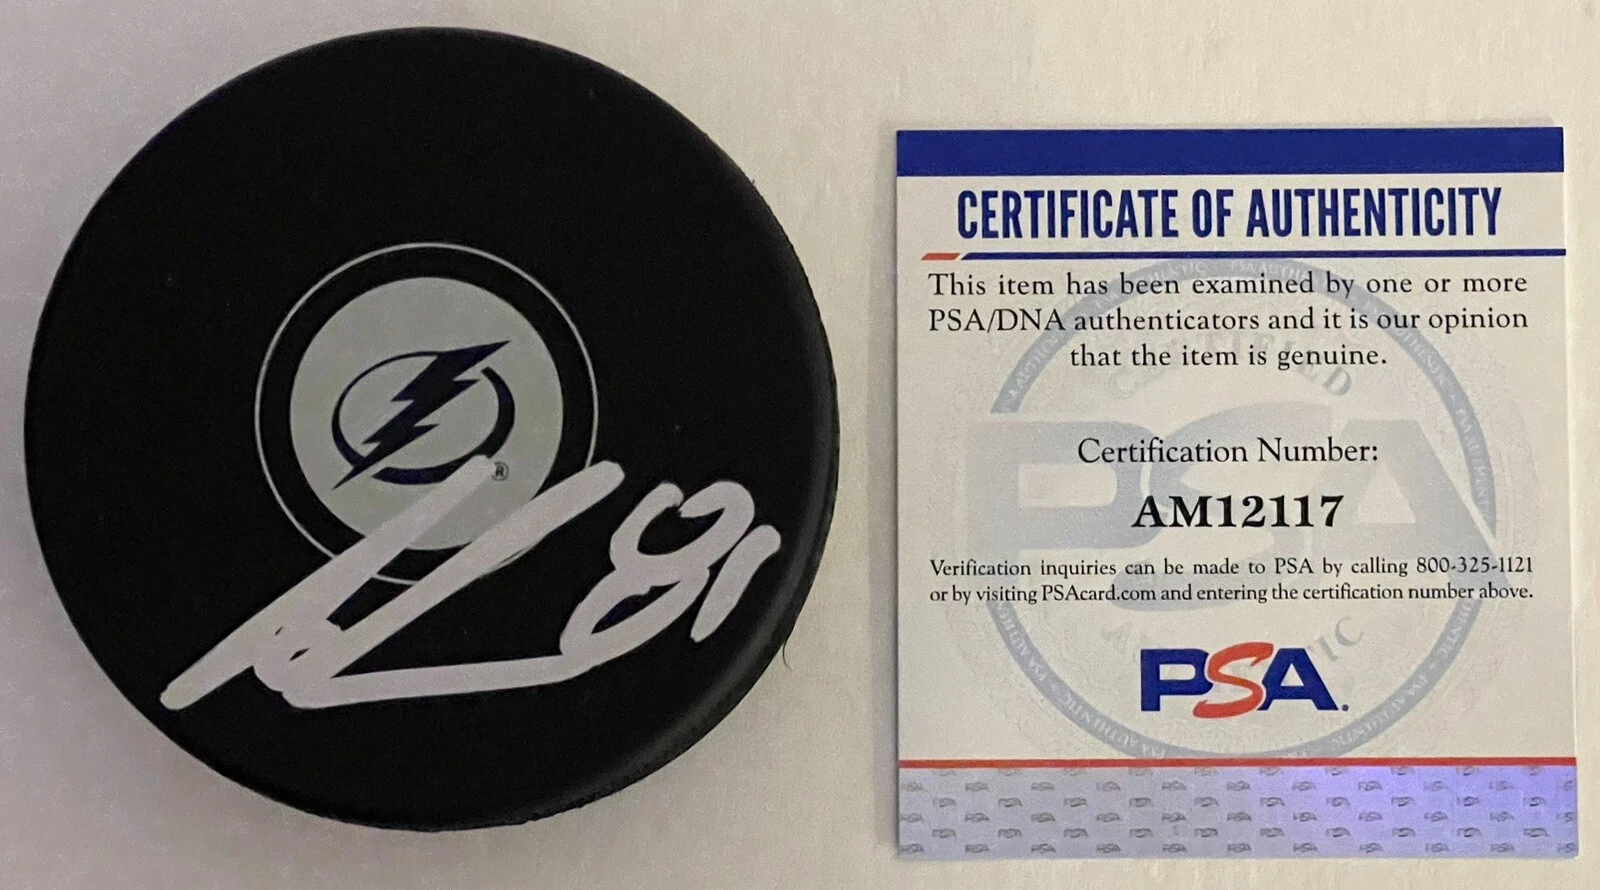 ®
81
CERTIFICATE OF AUTHENTICITY
This item has been examined by one or more
PSA/DNA authenticators and it is our opinion
that the item is genuine.
Certification Number:
AM12117
Verification inquiries can be made to PSA by calling 800-325-1121
or by visiting PSAcard.com and entering the certification number above.
PSA.